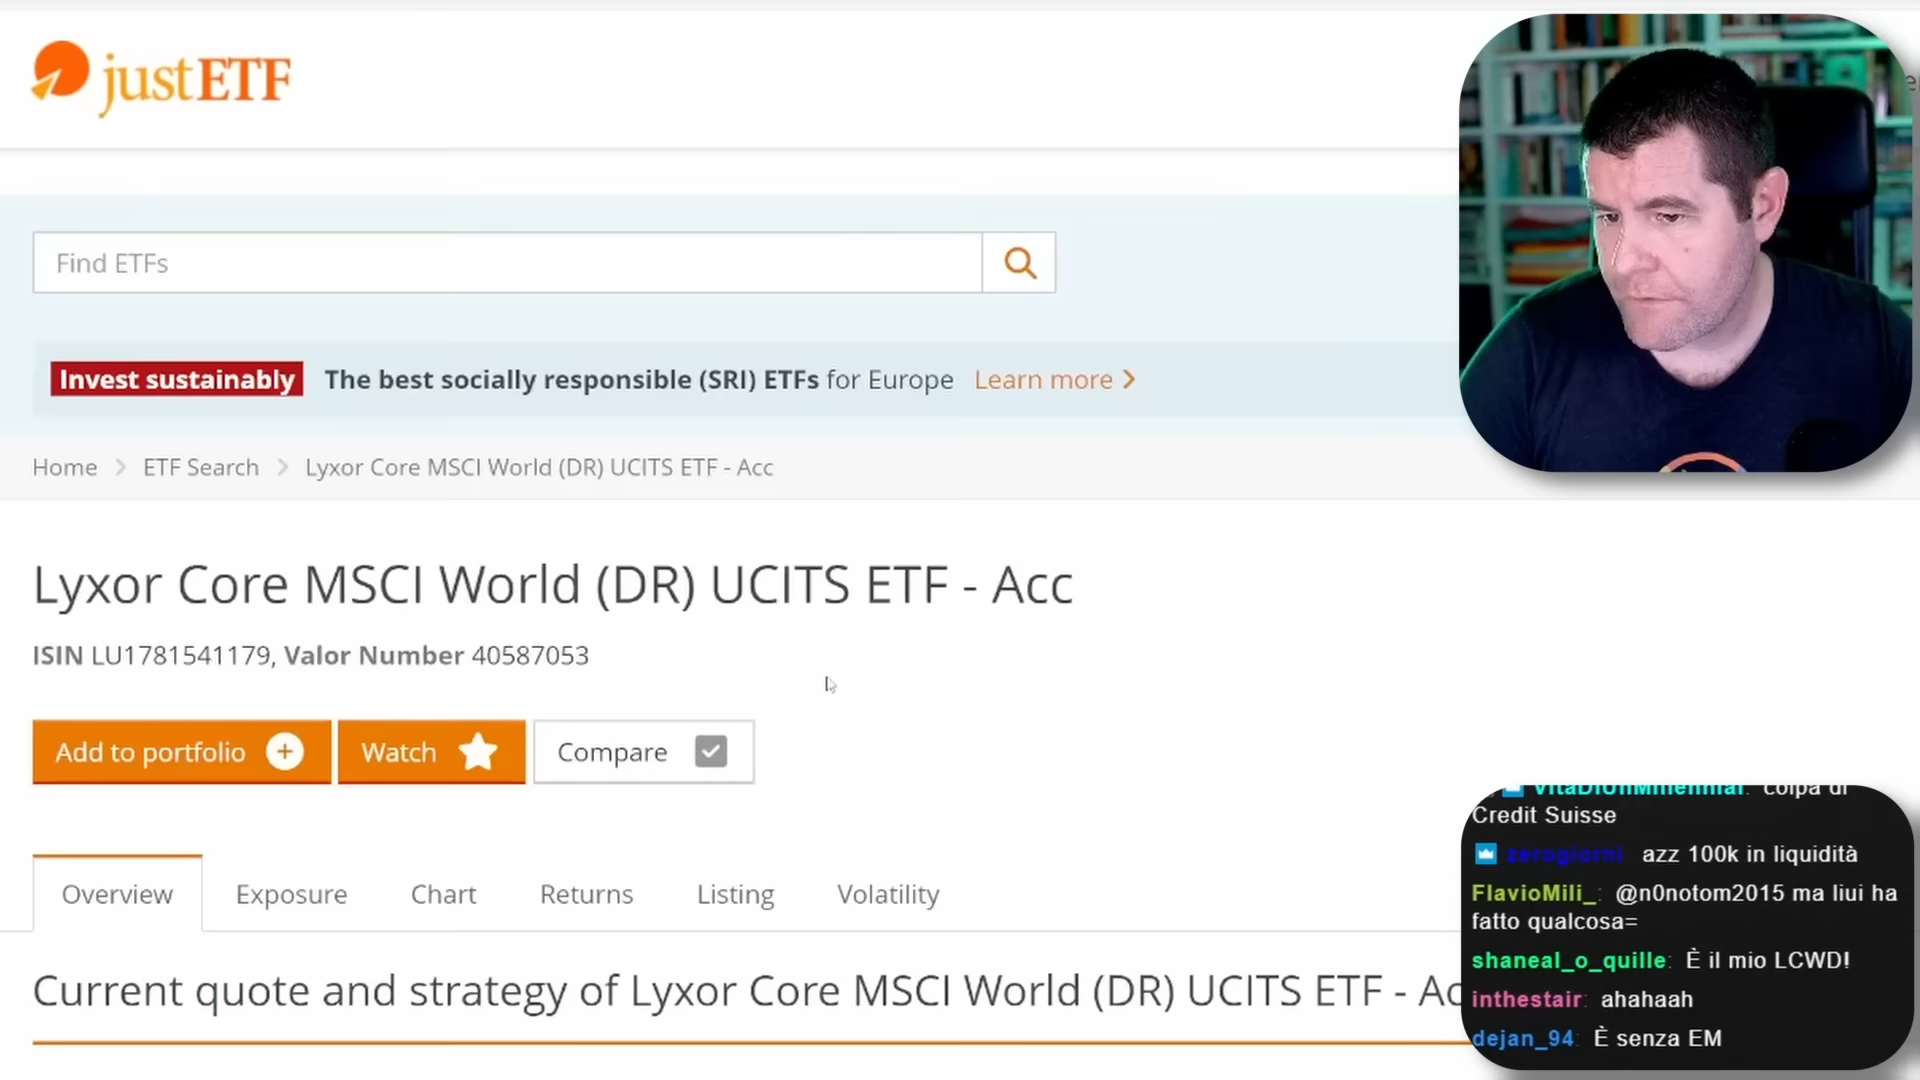 justETF
Find ETFs
Invest sustainably The best socially responsible (SRI) ETFs for Europe Learn more
Home ETF Search Lyxor Core MSCI World (DR) UCITS ETF - Acc
Lyxor Core MSCI World (DR) UCITS ETF - Acc
ISIN LU1781541179, Valor Number 40587053
Add to portfolio Watch Compare
Overview Exposure Chart Returns Listing Volatility
Current quote and strategy of Lyxor Core MSCI World (DR) UCITS ETF - Ac
VitaDiUnMillennial: colpa di
Credit Suisse
zerogiorni: azz 100k in liquidità
FlavioMili_: @n0notom2015 ma liui ha
fatto qualcosa=
shaneal_o_quille: È il mio LCWD!
inthestair: ahahaah
dejan_94: È senza EM